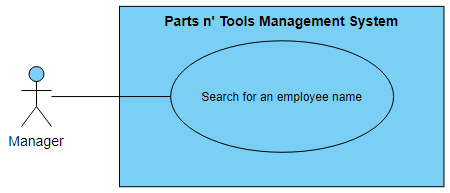 Parts n' Tools Management System
Search for an employee name
Manager